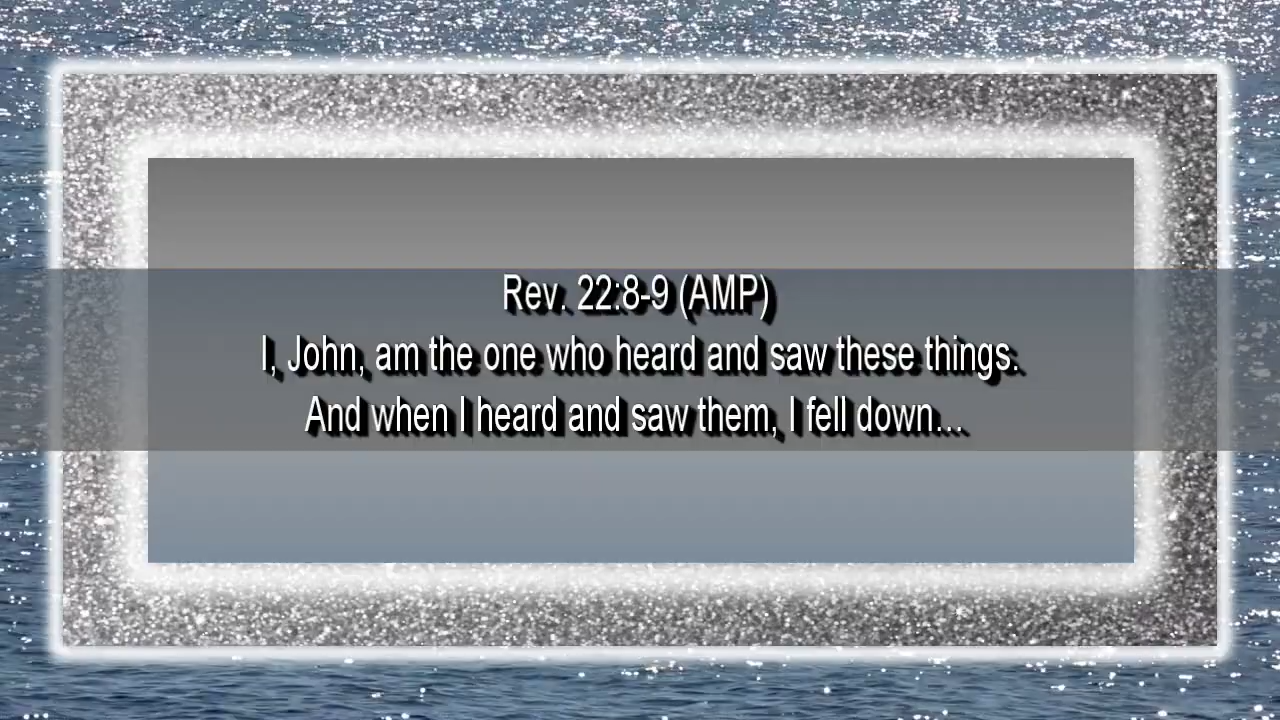 Rev. 22:8-9 (AMP)
I, John, am the one who heard and saw these things.
And when I heard and saw them, I fell down...